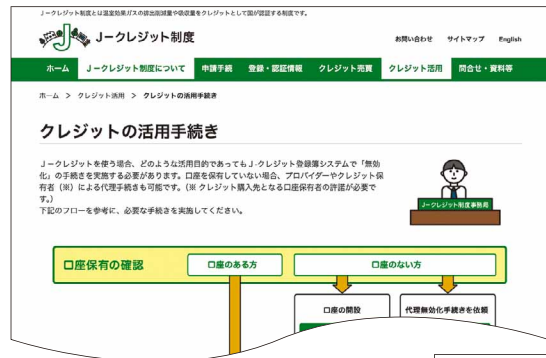 J－クレジット制度とは温室効果ガスの排出削減量や吸収量をクレジットとして国が認証する制度です。
J－クレジット制度
お問い合わせ サイトマップ English
ホーム J－クレジット制度について 申請手続 登録・認証情報 クレジット売買 クレジット活用 問合せ・資料等
ホーム ＞ クレジット活用 ＞ クレジットの活用手続き
クレジットの活用手続き
J－クレジットを使う場合、どのような活用目的であってもJ-クレジット登録簿システムで「無効
化」の手続きを実施する必要があります。口座を保有していない場合、プロバイダーやクレジット保
有者（※）による代理手続きも可能です。（※ クレジット購入先となる口座保有者の許諾が必要で
す。）
下記のフローを参考に、必要な手続きを実施してください。
J－クレジット制度事務局
口座保有の確認 口座のある方 口座のない方
口座の開設 代理無効化手続きを依頼